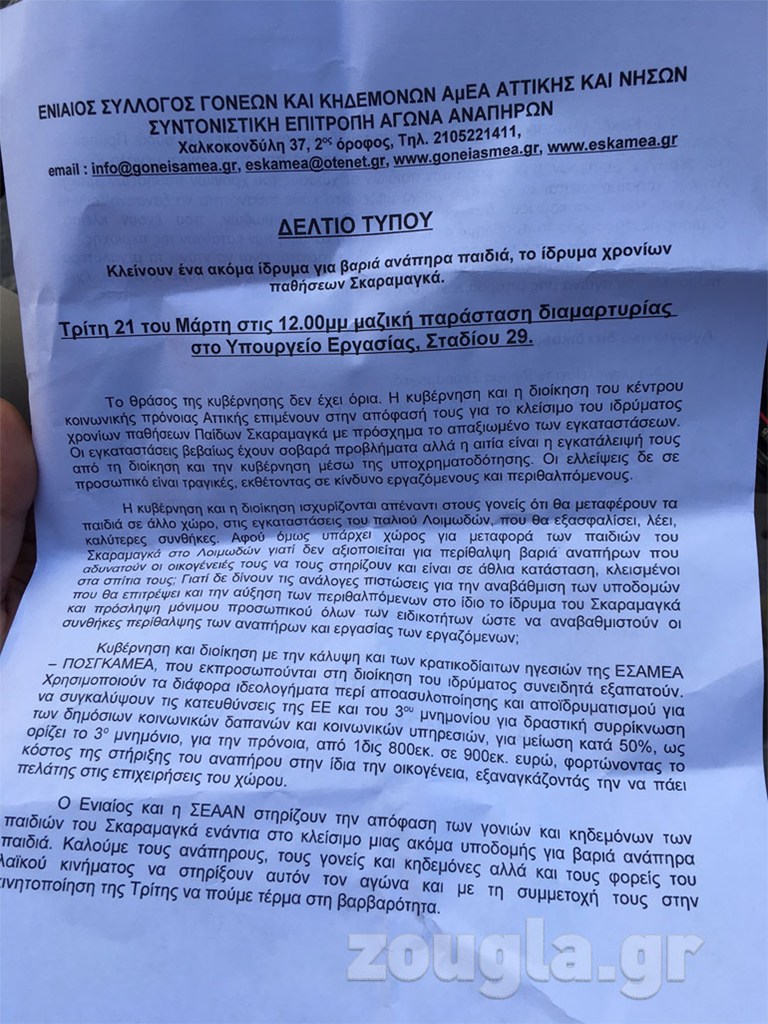 ΕΝΙΑΙΟΣ ΣΥΛΛΟΓΟΣ ΓΟΝΕΩΝ ΚΑΙ ΚΗΔΕΜΟΝΩΝ ΑμΕΑ ΑΤΤΙΚΗΣ ΚΑΙ ΝΗΣΩΝ
ΣΥΝΤΟΝΙΣΤΙΚΗ ΕΠΙΤΡΟΠΗ ΑΓΩΝΑ ΑΝΑΠΗΡΩΝ
Χαλκοκονδύλη 37, 2ος όροφος, Τηλ. 2105221411,
email : info@goneisamea.gr, eskamea@otenet.gr, www.goneiasmea.gr, www.eskamea.gr
ΔΕΛΤΙΟ ΤΥΠΟΥ
Κλείνουν ένα ακόμα ίδρυμα για βαριά ανάπηρα παιδιά, το ίδρυμα χρονίων
παθήσεων Σκαραμαγκά.
Τρίτη 21 του Μάρτη στις 12.00μμ μαζική παράσταση διαμαρτυρίας
στο Υπουργείο Εργασίας, Σταδίου 29.
Το θράσος της κυβέρνησης δεν έχει όρια. Η κυβέρνηση και η διοίκηση του κέντρου
κοινωνικής πρόνοιας Αττικής επιμένουν στην απόφασή τους για το κλείσιμο του ιδρύματος
χρονίων παθήσεων Παίδων Σκαραμαγκά με πρόσχημα το απαξιωμένο των εγκαταστάσεων.
Οι εγκαταστάσεις βεβαίως έχουν σοβαρά προβλήματα αλλά η αιτία είναι η εγκατάλειψή τους
από τη διοίκηση και την κυβέρνηση μέσω της υποχρηματοδότησης. Οι ελλείψεις δε σε
προσωπικό είναι τραγικές, εκθέτοντας σε κίνδυνο εργαζόμενους και περιθαλπόμενους.
Η κυβέρνηση και η διοίκηση ισχυρίζονται απέναντι στους γονείς ότι θα μεταφέρουν τα
παιδιά σε άλλο χώρο, στις εγκαταστάσεις του παλιού Λοιμωδών, που θα εξασφαλίσει, λέει,
καλύτερες συνθήκες. Αφού όμως υπάρχει χώρος για μεταφορά των παιδιών του
Σκαραμαγκά στο Λοιμωδών γιατί δεν αξιοποιείται για περίθαλψη βαριά αναπήρων που
αδυνατούν οι οικογένειές τους να τους στηρίζουν και είναι σε άθλια κατάσταση, κλεισμένοι
στα σπίτια τους; Γιατί δε δίνουν τις ανάλογες πιστώσεις για την αναβάθμιση των υποδομών
που θα επιτρέψει και την αύξηση των περιθαλπόμενων στο ίδιο το ίδρυμα του Σκαραμαγκά
και πρόσληψη μόνιμου προσωπικού όλων των ειδικοτήτων ώστε να αναβαθμιστούν οι
συνθήκες περίθαλψης των αναπήρων και εργασίας των εργαζομένων;
Κυβέρνηση και διοίκηση με την κάλυψη και των κρατικοδίαιτων ηγεσιών της ΕΣΑΜΕΑ
– ΠΟΣΓΚΑΜΕΑ, που εκπροσωπούνται στη διοίκηση του ιδρύματος συνειδητά εξαπατούν.
Χρησιμοποιούν τα διάφορα ιδεολογήματα περί αποασυλοποίησης και αποϊδρυματισμού για
να συγκαλύψουν τις κατευθύνσεις της ΕΕ και του 3ου μνημονίου για δραστική συρρίκνωση
των δημόσιων κοινωνικών δαπανών και κοινωνικών υπηρεσιών, για μείωση κατά 50%, ως
ορίζει το 3ο μνημόνιο, για την πρόνοια, από 1δις 800εκ. σε 900εκ. ευρώ, φορτώνοντας το
κόστος της στήριξης του αναπήρου στην ίδια την οικογένεια, εξαναγκάζοντάς την να πάει
πελάτης στις επιχειρήσεις του χώρου.
Ο Ενιαίος και η ΣΕΑΑΝ στηρίζουν την απόφαση των γονιών και κηδεμόνων των
παιδιών του Σκαραμαγκά ενάντια στο κλείσιμο μιας ακόμα υποδομής για βαριά ανάπηρα
παιδιά. Καλούμε τους ανάπηρους, τους γονείς και κηδεμόνες αλλά και τους φορείς του
λαϊκού κινήματος να στηρίξουν αυτόν τον αγώνα και με τη συμμετοχή τους στην
κινητοποίηση της Τρίτης να πούμε τέρμα στη βαρβαρότητα.
zougla.gr